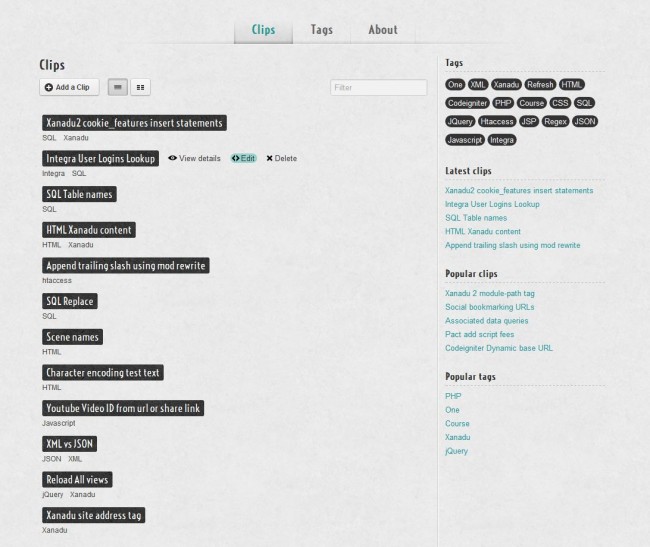 Clips Tags About
Clips
Add a Clip
Filter
Xanadu2 cookie_features insert statements
SQL Xanadu
Integra User Logins Lookup View details Edit Delete
Integra SQL
SQL Table names
SQL
HTML Xanadu content
HTML Xanadu
Append trailing slash using mod rewrite
htaccess
SQL Replace
SQL
Scene names
HTML
Character encoding test text
HTML
Youtube Video ID from url or share link
Javascript
XML vs JSON
JSON XML
Reload All views
jQuery Xanadu
Xanadu site address tag
Xanadu
Tags
One XML Xanadu Refresh HTML
Codeigniter PHP Course CSS SQL
JQuery Htaccess JSP Regex JSON
Javascript Integra
Latest clips
Xanadu2 cookie_features insert statements
Integra User Logins Lookup
SQL Table names
HTML Xanadu content
Append trailing slash using mod rewrite
Popular clips
Xanadu 2 module-path tag
Social bookmarking URLs
Associated data queries
Pact add script fees
Codeigniter Dynamic base URL
Popular tags
PHP
One
Course
Xanadu
jQuery